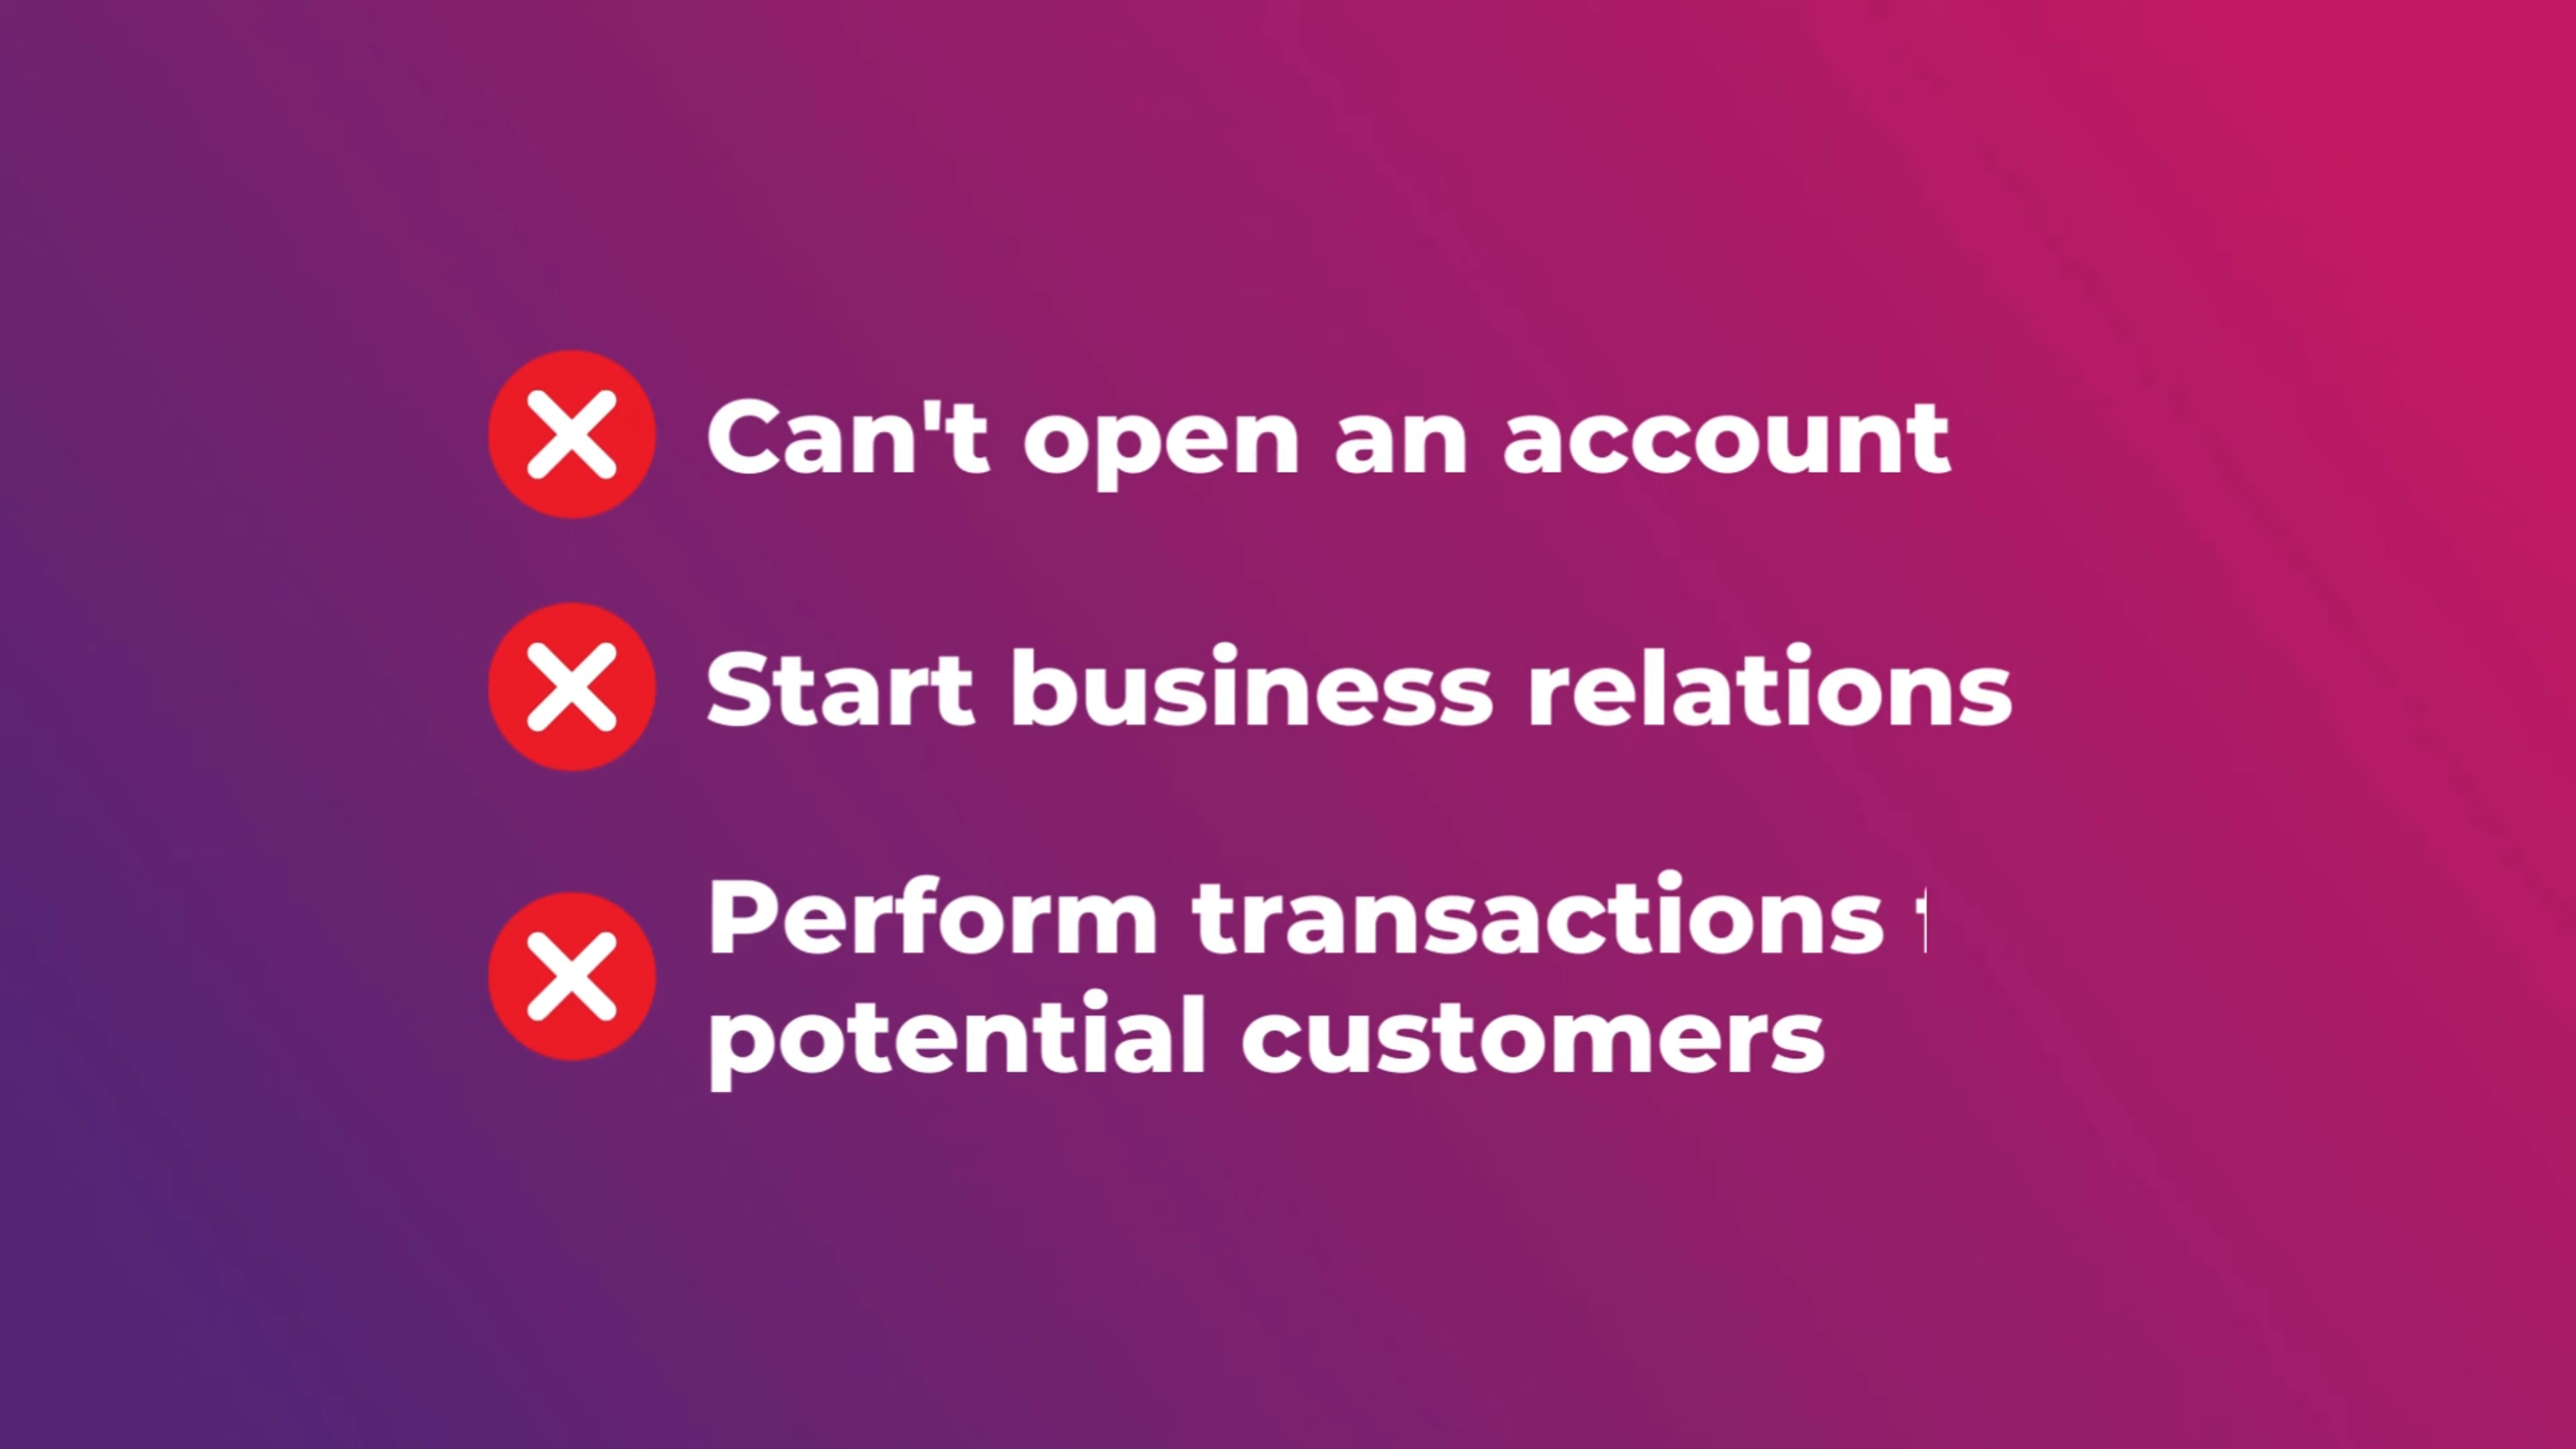 Can't open an account
Start business relations
Perform transactions
potential customers